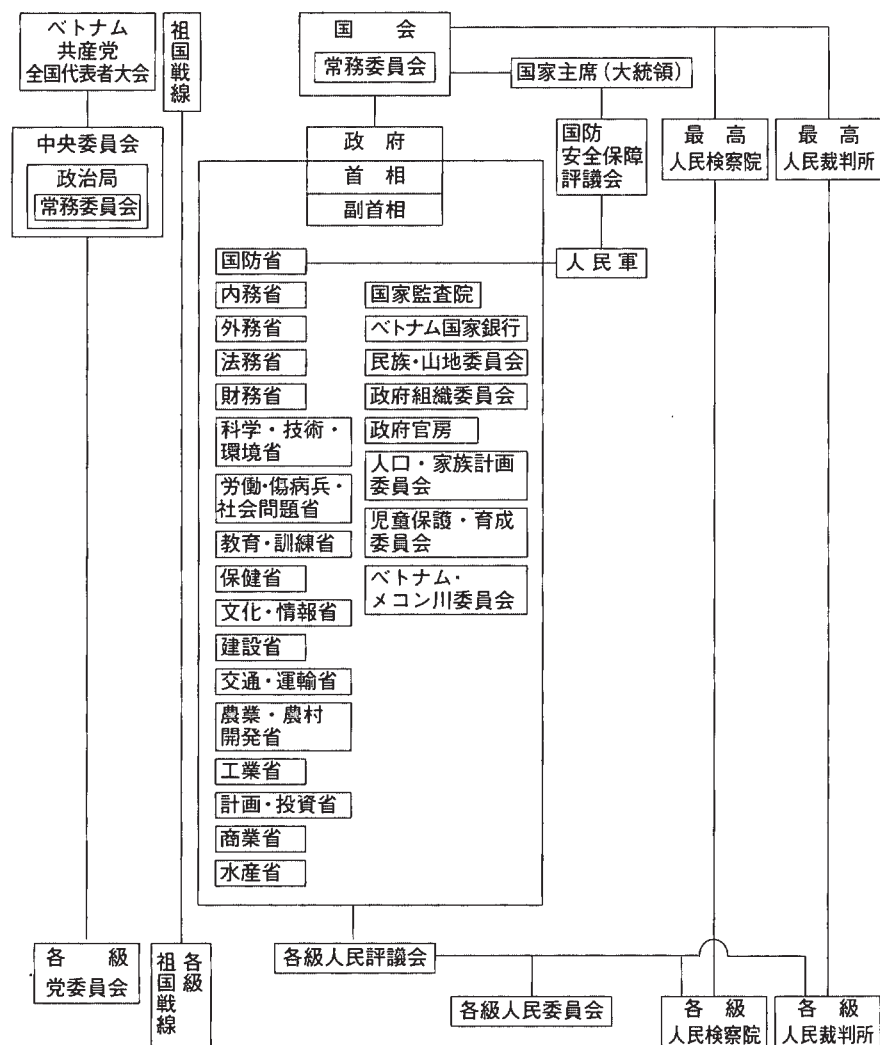 ベトナム
共産党
全国代表者大会
祖国戦線
国会
常務委員会
国家主席(大統領)
中央委員会
政治局
常務委員会
政府
首相
副首相
国防
安全保障
評議会
最高
人民検察院
最高
人民裁判所
人民軍
国防省
内務省
外務省
法務省
財務省
科学・技術・
環境省
労働・傷病兵・
社会問題省
教育・訓練省
保健省
文化・情報省
建設省
交通・運輸省
農業・農村
開発省
工業省
計画・投資省
商業省
水産省
国家監査院
ベトナム国家銀行
民族・山地委員会
政府組織委員会
政府官房
人口・家族計画
委員会
児童保護・育成
委員会
ベトナム・
メコン川委員会
各級
党委員会
各級
祖国戦線
各級人民評議会
各級人民委員会
各級
人民検察院
各級
人民裁判所